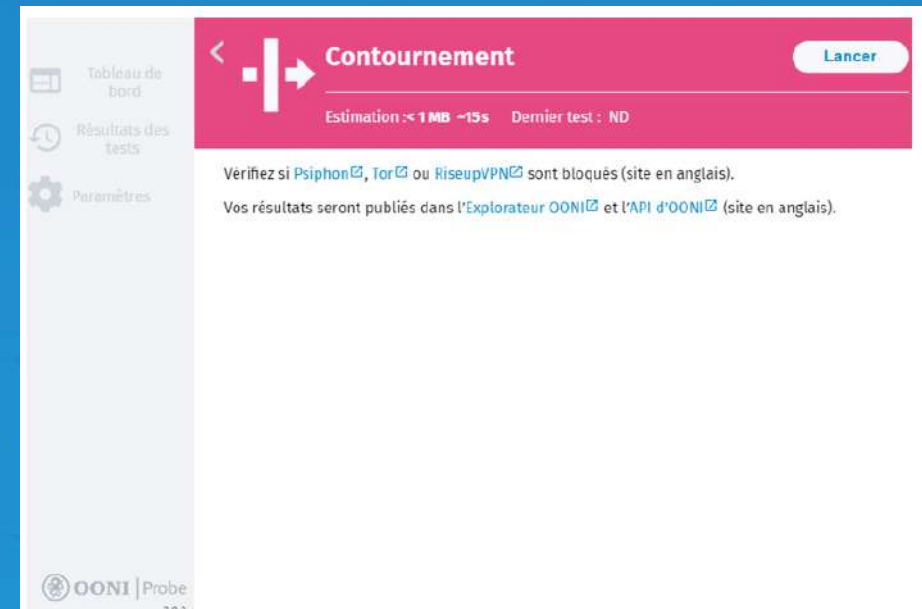 Tableau de
bord
Résultats des
tests
Paramètres
Contournement
Lancer
Estimation :< 1 MB ~15s Dernier test : ND
Vérifiez si Psiphon, Tor ou RiseupVPN sont bloqués (site en anglais).
Vos résultats seront publiés dans l'Explorateur OONI et l'API d'OONI (site en anglais).
OONI | Probe